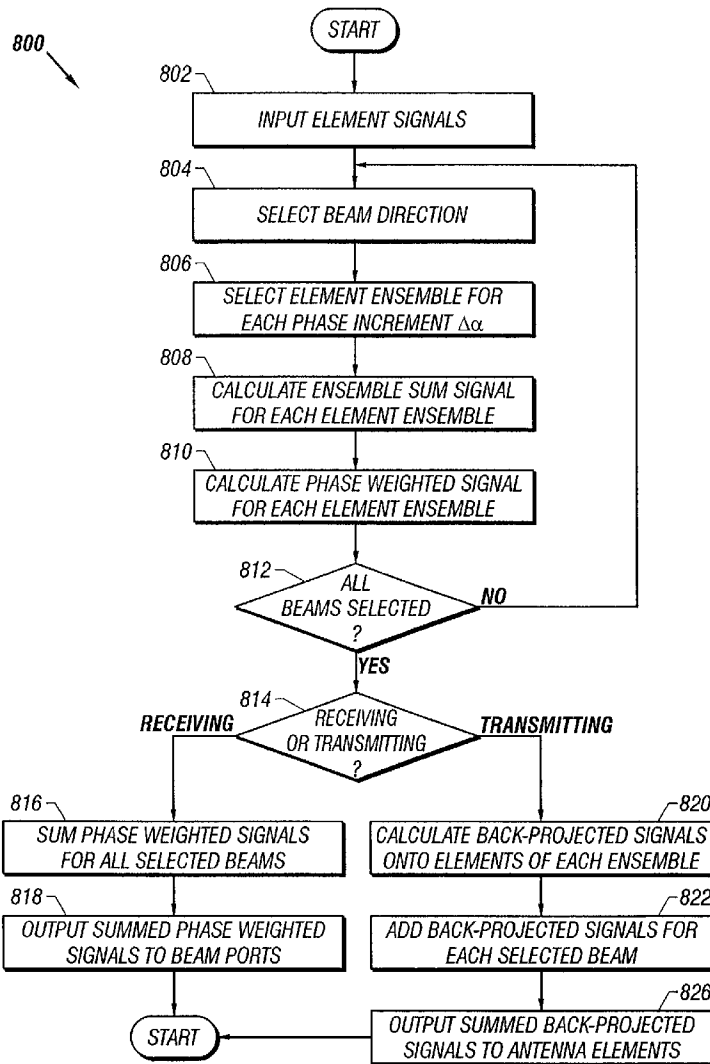 800
START
802
INPUT ELEMENT SIGNALS
804
SELECT BEAM DIRECTION
806
SELECT ELEMENT ENSEMBLE FOR
EACH PHASE INCREMENT Δα
808
CALCULATE ENSEMBLE SUM SIGNAL
FOR EACH ELEMENT ENSEMBLE
810
CALCULATE PHASE WEIGHTED SIGNAL
FOR EACH ELEMENT ENSEMBLE
812
ALL
BEAMS SELECTED
?
NO
YES
814
RECEIVING
RECEIVING
OR TRANSMITTING
?
TRANSMITTING
816
SUM PHASE WEIGHTED SIGNALS
FOR ALL SELECTED BEAMS
818
OUTPUT SUMMED PHASE WEIGHTED
SIGNALS TO BEAM PORTS
820
CALCULATE BACK-PROJECTED SIGNALS
ONTO ELEMENTS OF EACH ENSEMBLE
822
ADD BACK-PROJECTED SIGNALS FOR
EACH SELECTED BEAM
826
OUTPUT SUMMED BACK-PROJECTED
SIGNALS TO ANTENNA ELEMENTS
START